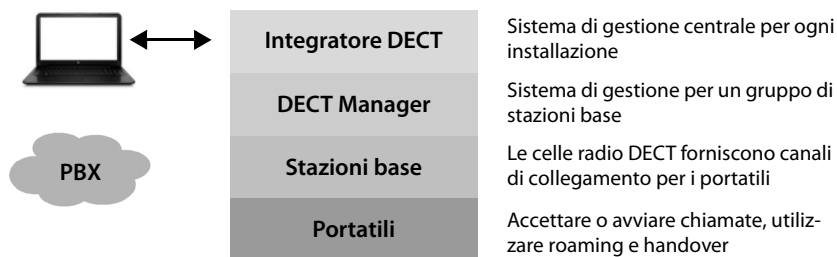 Integratore DECT
Sistema di gestione centrale per ogni
installazione
DECT Manager
Sistema di gestione per un gruppo di
stazioni base
PBX
Stazioni base
Le celle radio DECT forniscono canali
di collegamento per i portatili
Portatili
Accettare o avviare chiamate, utiliz-
zare roaming e handover